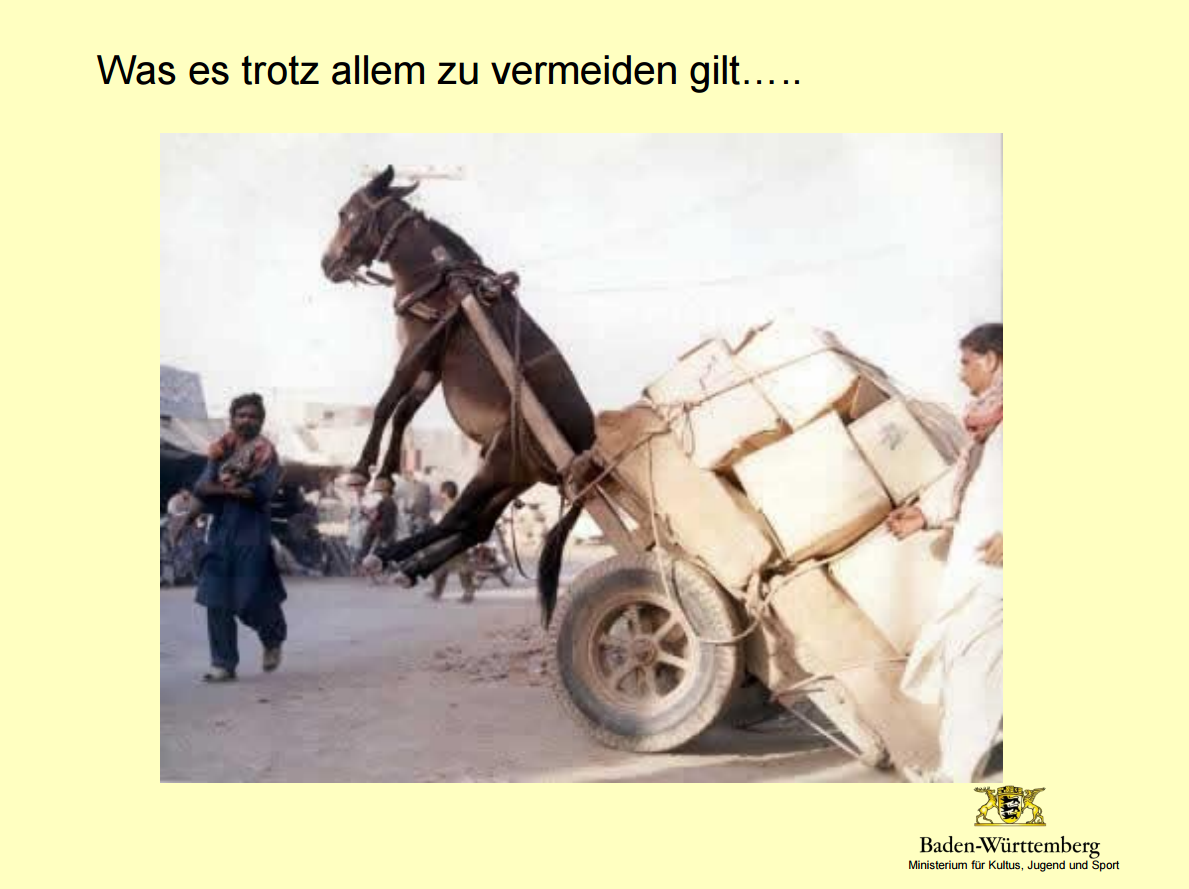 Was es trotz allem zu vermeiden gilt…..
Baden-Württemberg
Ministerium für Kultus, Jugend und Sport